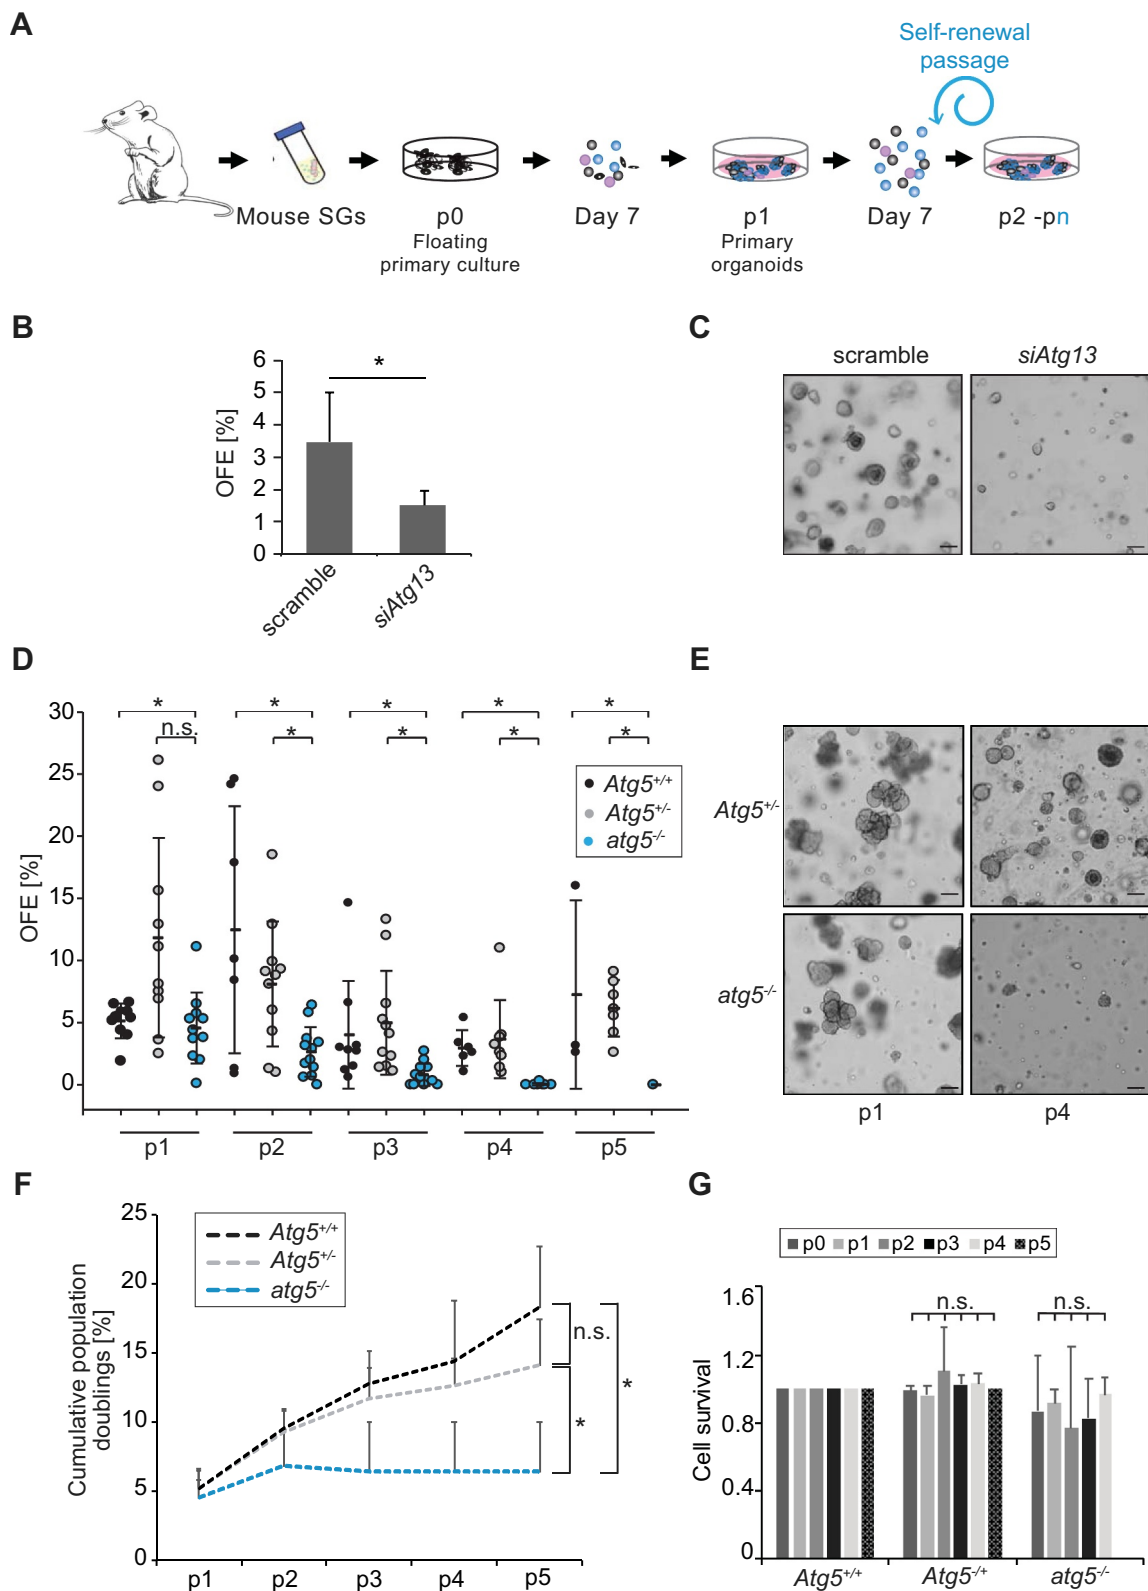 A
Self-renewal
passage
Mouse SGs
p0
Floating
primary culture
Day 7
p1
Primary
organoids
Day 7
p2 -pn
B
OFE [%]
6
5
4
3
2
1
0
*
scramble
siAtg13
C
scramble
siAtg13
D
OFE [%]
30
25
20
15
10
5
0
*
n.s.
*
*
*
*
*
*
*
*
Atg5+/+
Atg5+/-
atg5-/-
p1
p2
p3
p4
p5
E
Atg5+/-
atg5-/-
p1
p4
F
Cumulative population
doublings [%]
25
20
15
10
5
0
Atg5+/+
Atg5+/-
atg5-/-
n.s.
*
*
p1
p2
p3
p4
p5
G
p0 p1 p2 p3 p4 p5
Cell survival
1.6
1.2
0.8
0.4
0
n.s.
n.s.
Atg5+/+
Atg5-/+
atg5-/-